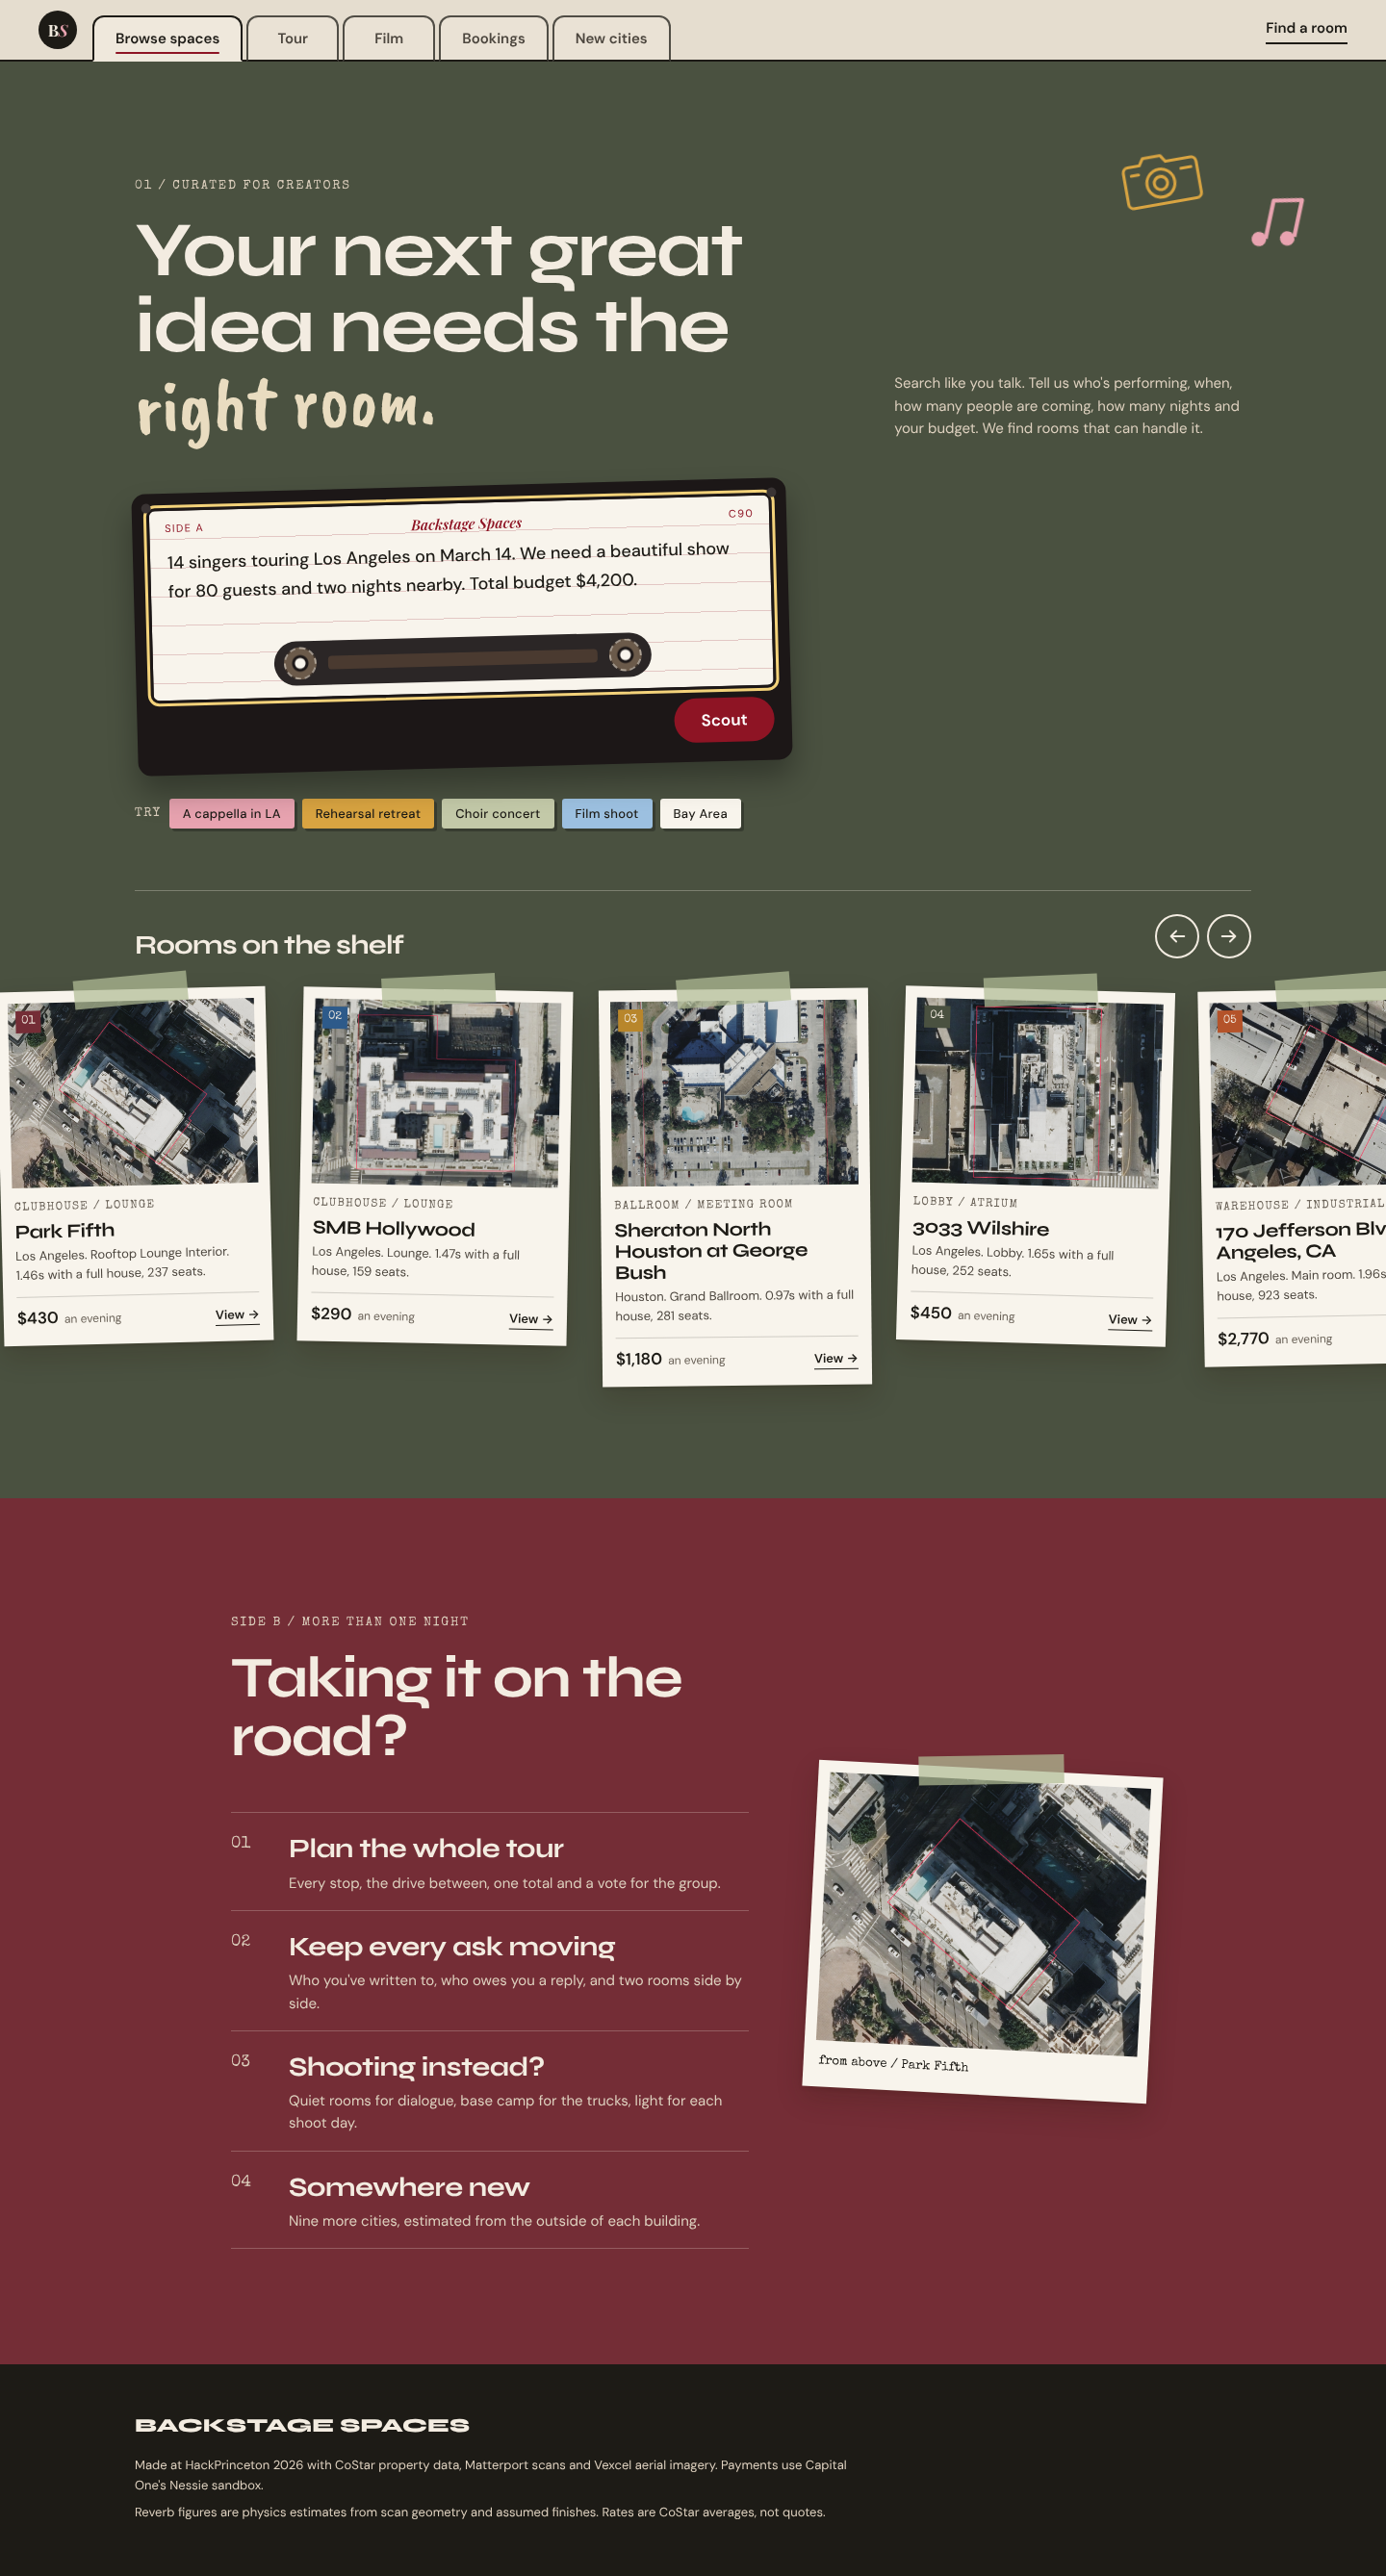 BS
Browse spaces
Tour
Film
Bookings
New cities
Find a room
01 / CURATED FOR CREATORS
Your next great
idea needs the
right room.
Search like you talk. Tell us who's performing, when,
how many people are coming, how many nights and
your budget. We find rooms that can handle it.
SIDE A
Backstage Spaces
C90
14 singers touring Los Angeles on March 14. We need a beautiful show
for 80 guests and two nights nearby. Total budget $4,200.
Scout
TRY
A cappella in LA
Rehearsal retreat
Choir concert
Film shoot
Bay Area
Rooms on the shelf
01
CLUBHOUSE / LOUNGE
Park Fifth
Los Angeles. Rooftop Lounge Interior.
1.46s with a full house, 237 seats.
$430 an evening
View →
02
CLUBHOUSE / LOUNGE
SMB Hollywood
Los Angeles. Lounge. 1.47s with a full
house, 159 seats.
$290 an evening
View →
03
BALLROOM / MEETING ROOM
Sheraton North
Houston at George
Bush
Houston. Grand Ballroom. 0.97s with a full
house, 281 seats.
$1,180 an evening
View →
04
LOBBY / ATRIUM
3033 Wilshire
Los Angeles. Lobby. 1.65s with a full
house, 252 seats.
$450 an evening
View →
05
WAREHOUSE / INDUSTRIAL
170 Jefferson Blv
Angeles, CA
Los Angeles. Main room. 1.96s
house, 923 seats.
$2,770 an evening
SIDE B / MORE THAN ONE NIGHT
Taking it on the
road?
01
Plan the whole tour
Every stop, the drive between, one total and a vote for the group.
02
Keep every ask moving
Who you've written to, who owes you a reply, and two rooms side by
side.
03
Shooting instead?
Quiet rooms for dialogue, base camp for the trucks, light for each
shoot day.
04
Somewhere new
Nine more cities, estimated from the outside of each building.
from above / Park Fifth
BACKSTAGE SPACES
Made at HackPrinceton 2026 with CoStar property data, Matterport scans and Vexcel aerial imagery. Payments use Capital
One's Nessie sandbox.
Reverb figures are physics estimates from scan geometry and assumed finishes. Rates are CoStar averages, not quotes.